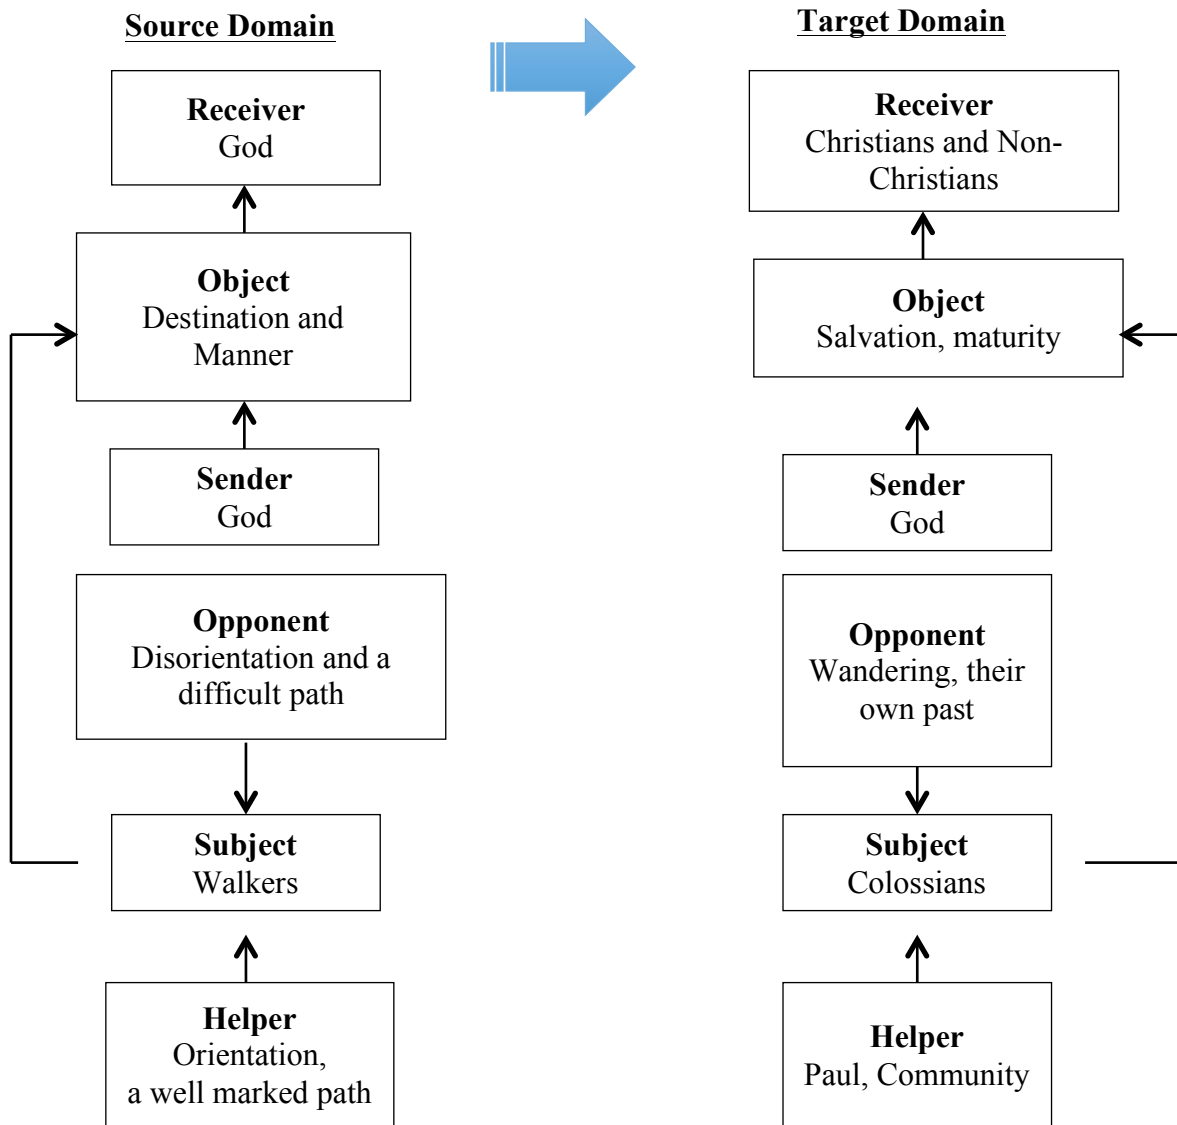 Source Domain
Receiver
God
Object
Destination and
Manner
Sender
God
Opponent
Disorientation and a
difficult path
Subject
Walkers
Helper
Orientation,
a well marked path
Target Domain
Receiver
Christians and Non-
Christians
Object
Salvation, maturity
Sender
God
Opponent
Wandering, their
own past
Subject
Colossians
Helper
Paul, Community